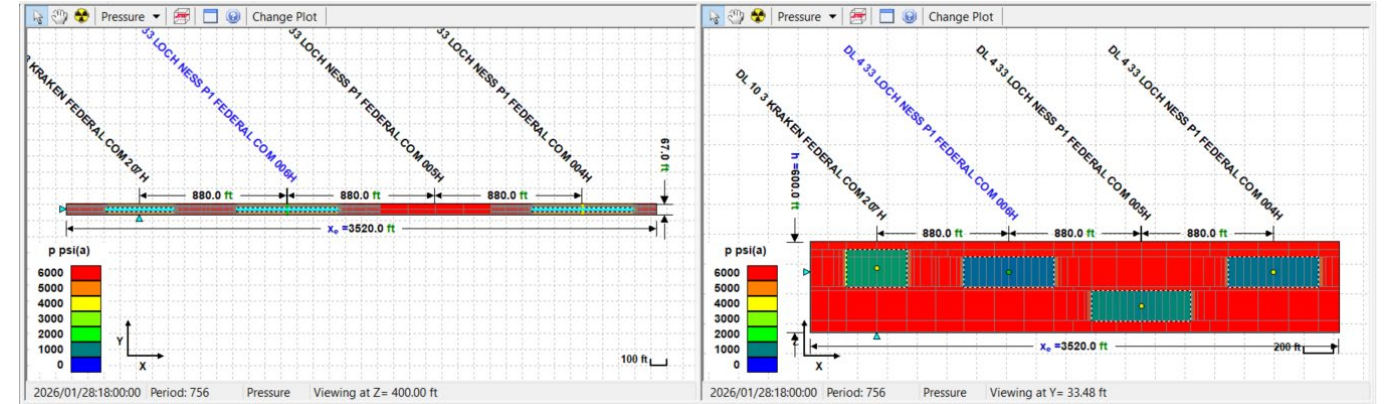 Pressure Change Plot
33 LOCH NESS P1 FEDERAL COM 006H
33 LOCH NESS P1 FEDERAL COM 005H
33 LOCH NESS P1 FEDERAL COM 004H
3 KRAKEN FEDERAL COM 207H
67.0 ft
880.0 ft 880.0 ft 880.0 ft
Xe =3520.0 ft
p psi(a)
6000
5000
4000
3000
2000
1000
0
Y
X
100 ft
2026/01/28:18:00:00 Period: 756 Pressure Viewing at Z= 400.00 ft
Pressure Change Plot
DL 10 3 KRAKEN FEDERAL COM 207H
DL 4 33 LOCH NESS P1 FEDERAL COM 006H
DL 4 33 LOCH NESS P1 FEDERAL COM 005H
DL 4 33 LOCH NESS P1 FEDERAL COM 004H
h =600.0 ft
880.0 ft 880.0 ft 880.0 ft
p psi(a)
6000
5000
4000
3000
2000
1000
0
Z
X
Xe =3520.0 ft
200 ft
2026/01/28:18:00:00 Period: 756 Pressure Viewing at Y= 33.48 ft